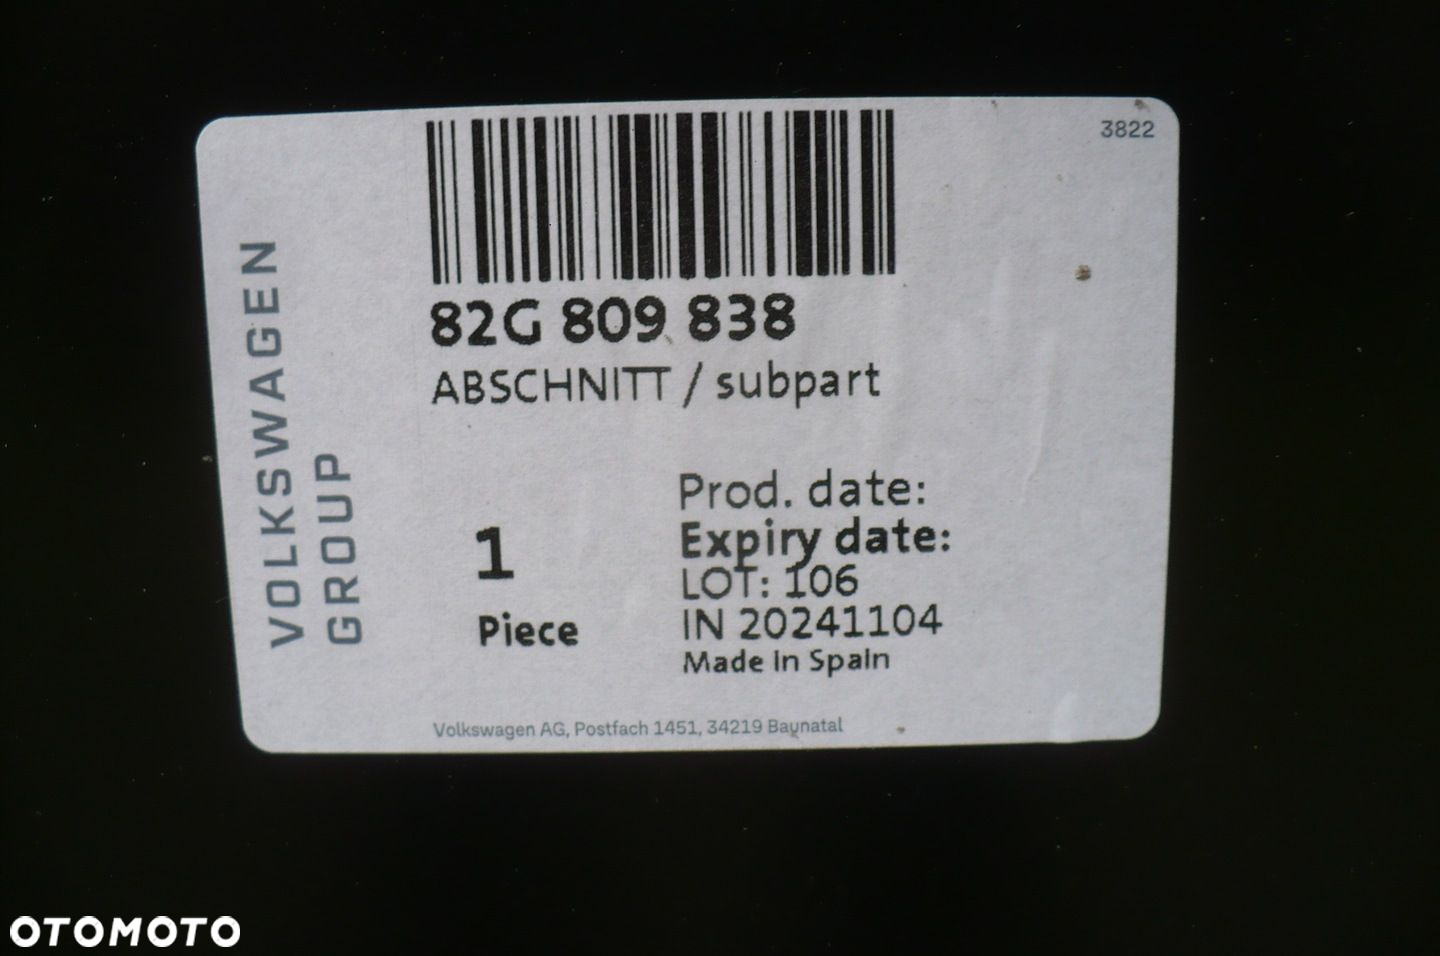 3822
VOLKSWAGEN
GROUP
82G 809 838
ABSCHNITT / subpart
1
Piece
Prod. date:
Expiry date:
LOT: 106
IN 20241104
Made in Spain
Volkswagen AG, Postfach 1451, 34219 Baunatal
OTOMOTO